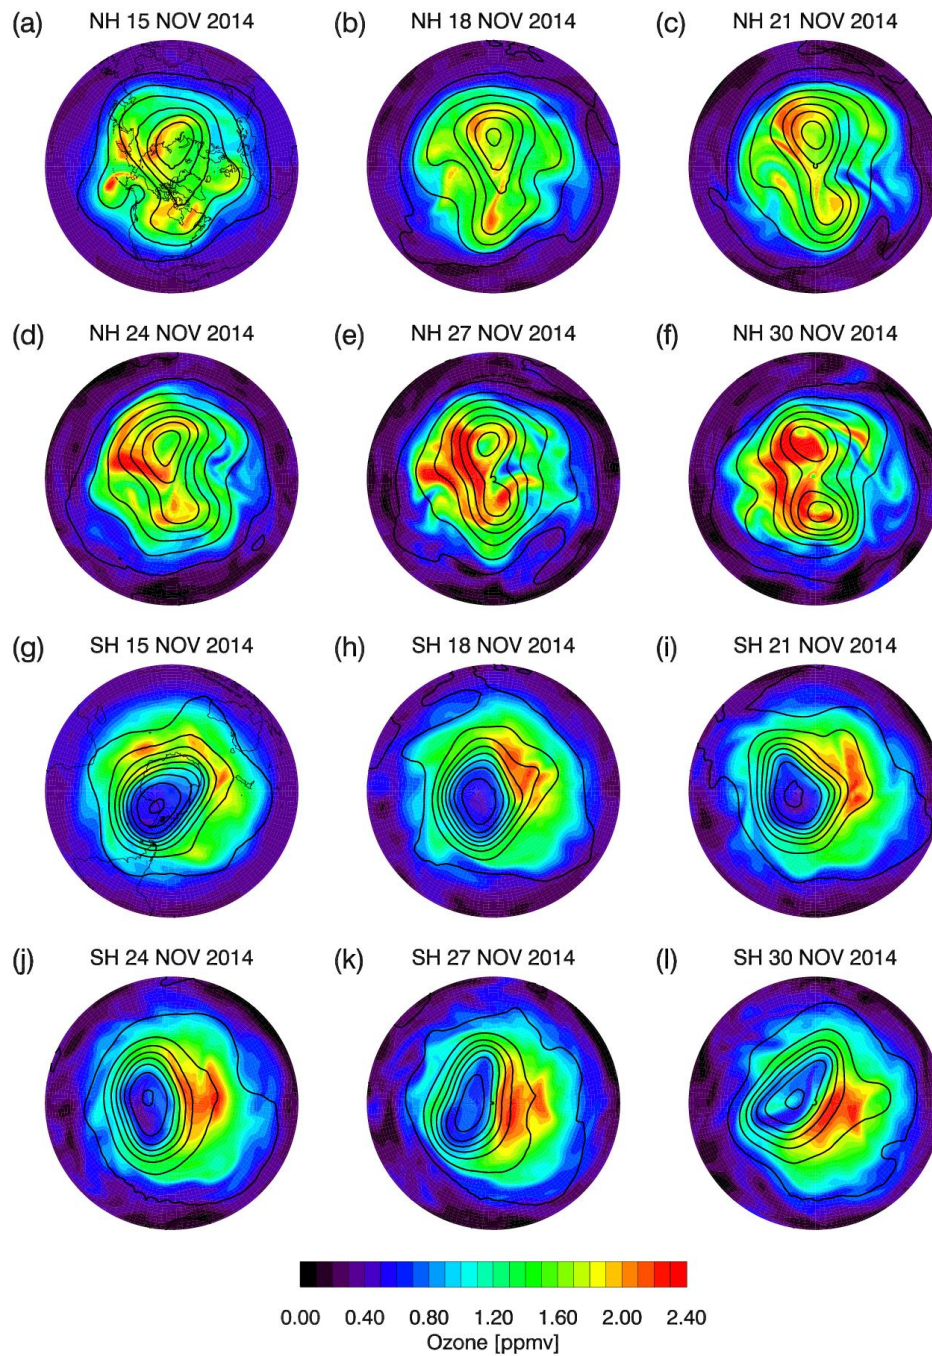 (a) NH 15 NOV 2014
(b) NH 18 NOV 2014
(c) NH 21 NOV 2014
(d) NH 24 NOV 2014
(e) NH 27 NOV 2014
(f) NH 30 NOV 2014
(g) SH 15 NOV 2014
(h) SH 18 NOV 2014
(i) SH 21 NOV 2014
(j) SH 24 NOV 2014
(k) SH 27 NOV 2014
(l) SH 30 NOV 2014
0.00 0.40 0.80 1.20 1.60 2.00 2.40
Ozone [ppmv]